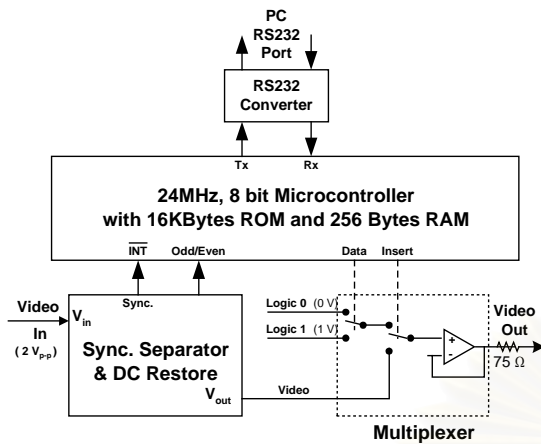 PC
RS232
Port
RS232
Converter
Tx
Rx
24MHz, 8 bit Microcontroller
with 16KBytes ROM and 256 Bytes RAM
INT
Odd/Even
Data
Insert
Sync.
Video
In
( 2 Vp-p)
Vin
Sync. Separator
& DC Restore
Vout
Logic 0 (0 V)
Logic 1 (1 V)
Video
+
-
Video
Out
75 Ω
Multiplexer